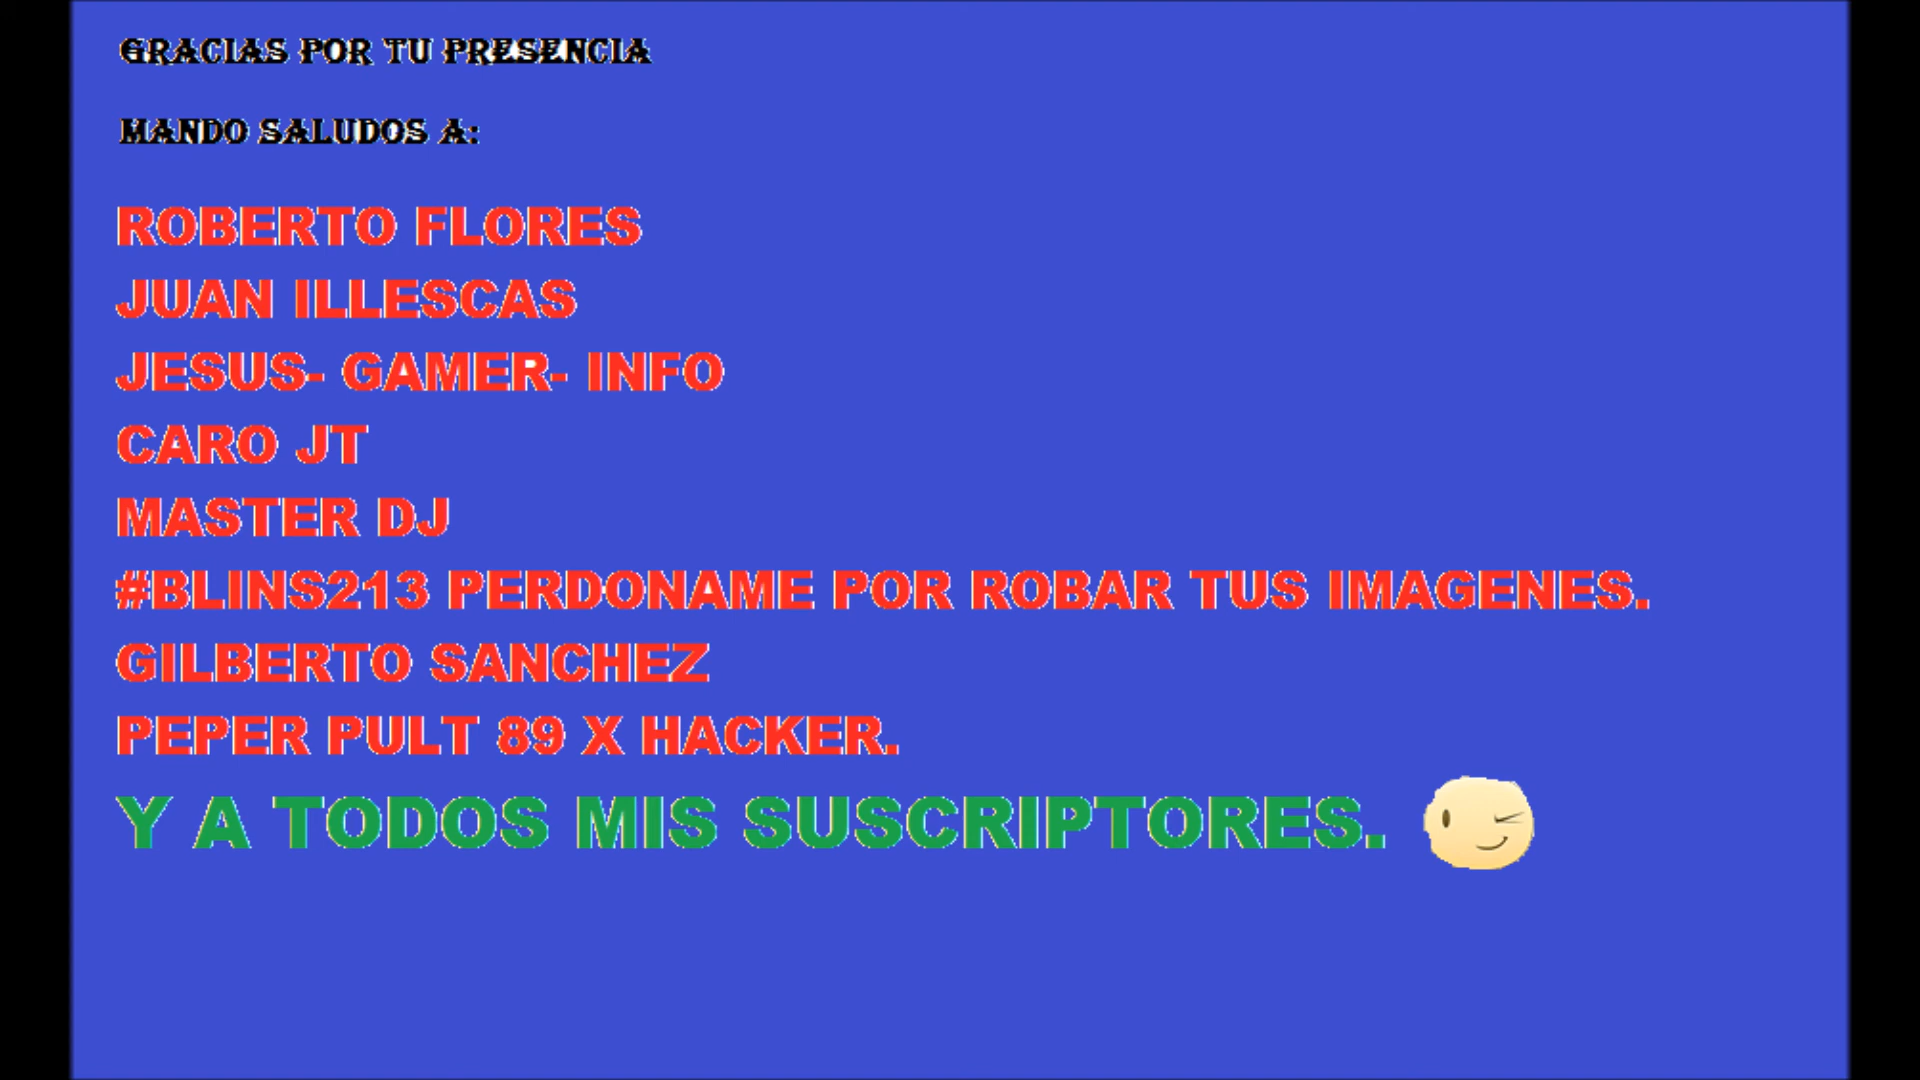 GRACIAS POR TU PRESENCIA
MANDO SALUDOS A:
ROBERTO FLORES
JUAN ILLESCAS
JESUS- GAMER- INFO
CARO JT
MASTER DJ
#BLINS213 PERDONAME POR ROBAR TUS IMAGENES.
GILBERTO SANCHEZ
PEPER PULT 89 X HACKER.
Y A TODOS MIS SUSCRIPTORES.